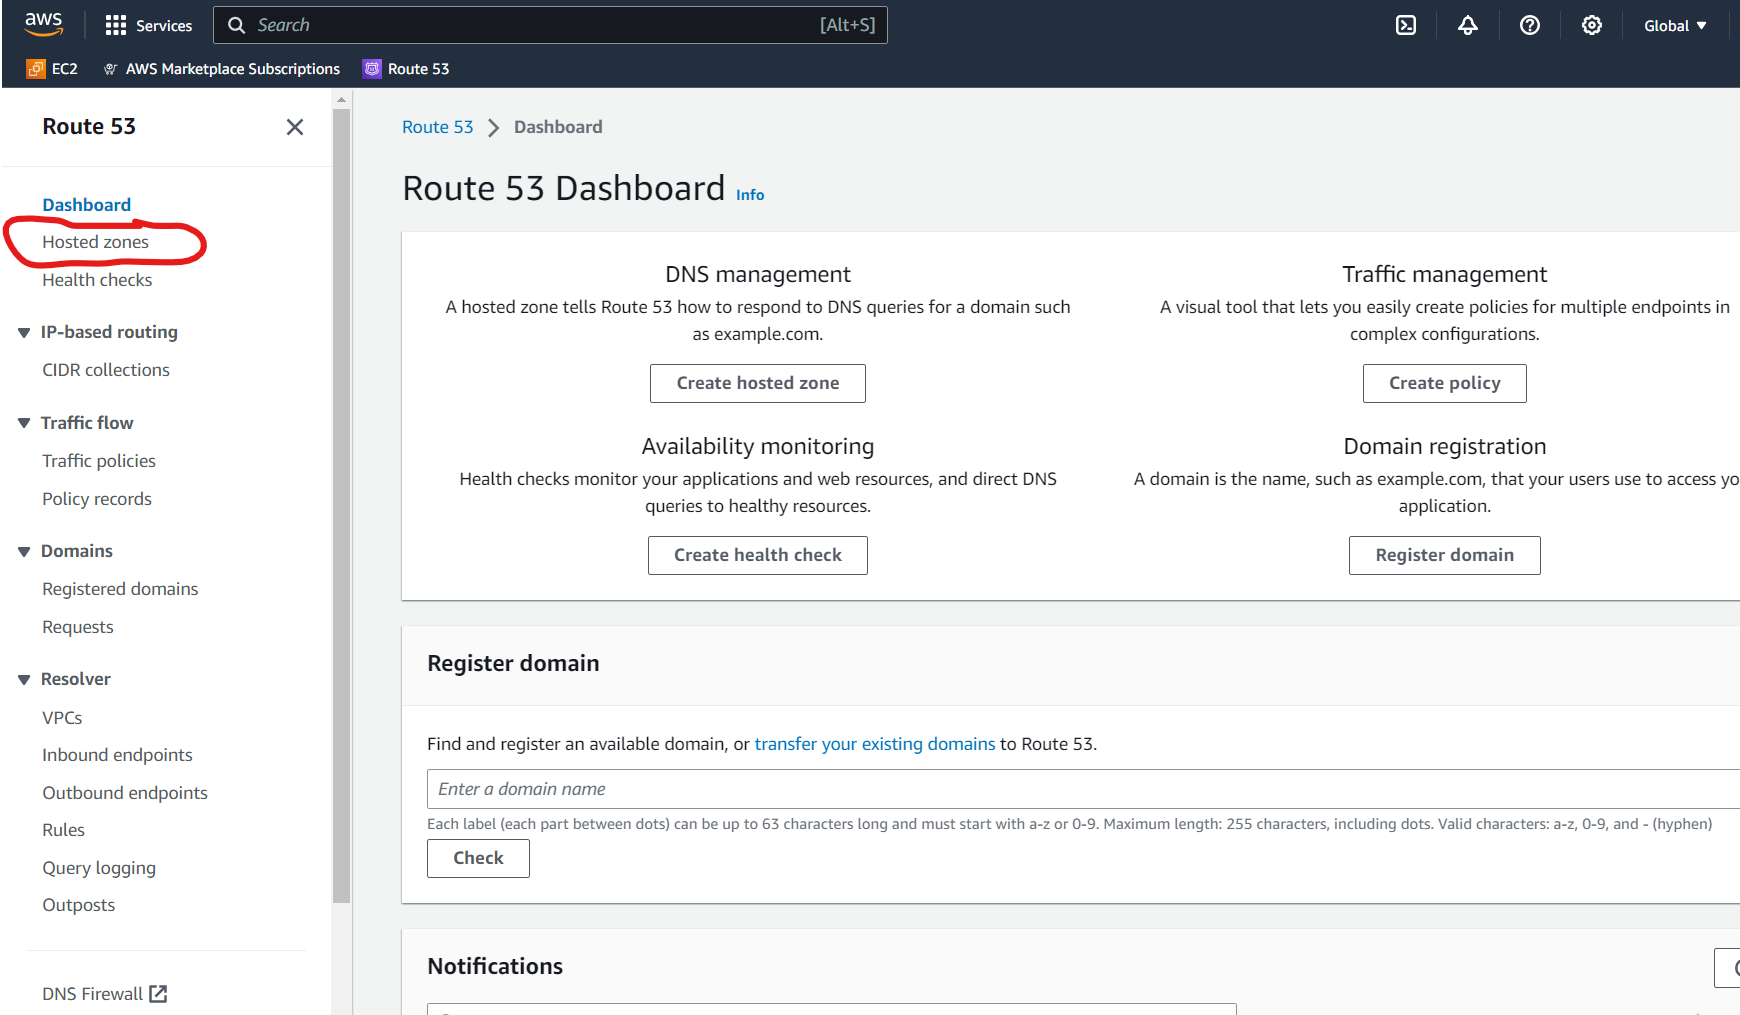 aws
Services
Search
[Alt+S]
Global
EC2
AWS Marketplace Subscriptions
Route 53
Route 53
Dashboard
Hosted zones
Health checks
IP-based routing
CIDR collections
Traffic flow
Traffic policies
Policy records
Domains
Registered domains
Requests
Resolver
VPCs
Inbound endpoints
Outbound endpoints
Rules
Query logging
Outposts
DNS Firewall
Route 53 > Dashboard
Route 53 Dashboard Info
DNS management
A hosted zone tells Route 53 how to respond to DNS queries for a domain such
as example.com.
Create hosted zone
Traffic management
A visual tool that lets you easily create policies for multiple endpoints in
complex configurations.
Create policy
Availability monitoring
Health checks monitor your applications and web resources, and direct DNS
queries to healthy resources.
Create health check
Domain registration
A domain is the name, such as example.com, that your users use to access yo
application.
Register domain
Register domain
Find and register an available domain, or transfer your existing domains to Route 53.
Enter a domain name
Each label (each part between dots) can be up to 63 characters long and must start with a-z or 0-9. Maximum length: 255 characters, including dots. Valid characters: a-z, 0-9, and - (hyphen)
Check
Notifications